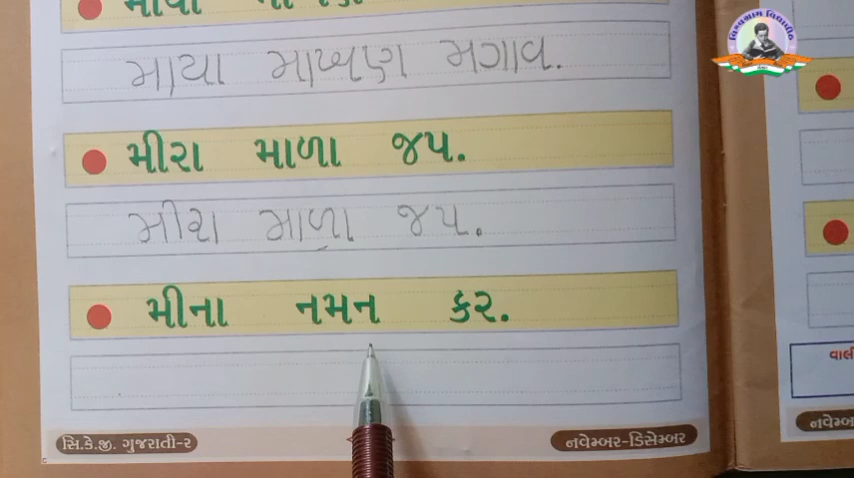 માયા માખણ મગાવ.
મીરા માળા જપ.
મીરા માળા જપ.
મીના નમન કર.
સિ.કે.જી. ગુજરાતી-૨
નવેમ્બર-ડિસેમ્બર